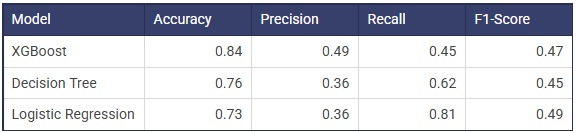 Model Accuracy Precision Recall F1-Score
XGBoost 0.84 0.49 0.45 0.47
Decision Tree 0.76 0.36 0.62 0.45
Logistic Regression 0.73 0.36 0.81 0.49